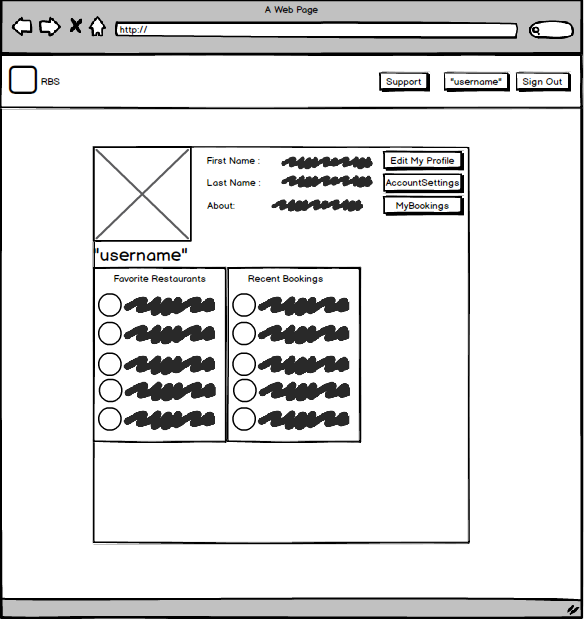 A Web Page
http://
RBS
Support
"username"
Sign Out
First Name :
Edit My Profile
Last Name :
AccountSettings
About:
MyBookings
"username"
Favorite Restaurants
Recent Bookings